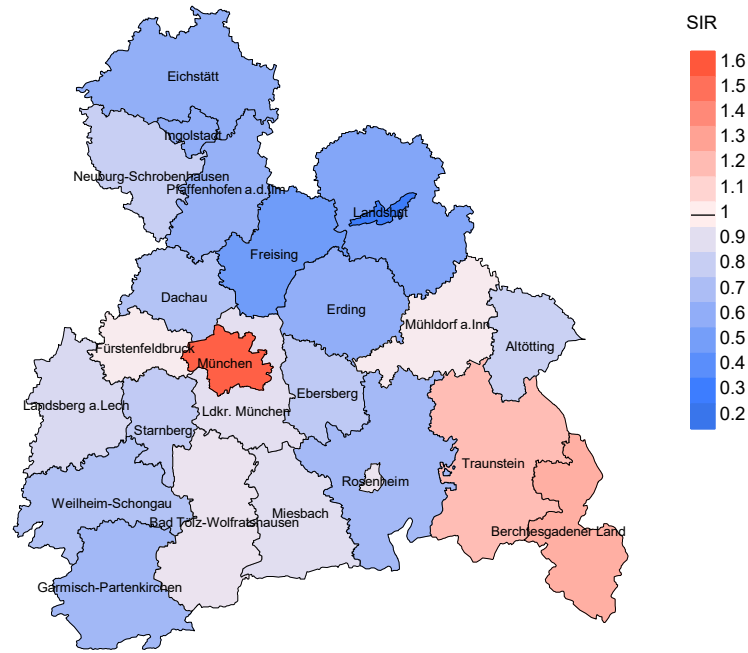 SIR
1.6
1.5
1.4
1.3
1.2
1.1
1
0.9
0.8
0.7
0.6
0.5
0.4
0.3
0.2
Eichstätt
Ingolstadt
Neuburg-Schrobenhausen
Pfaffenhofen a.d.Ilm
Landshut
Freising
Dachau
Erding
Mühldorf a.Inn
Altötting
Fürstenfeldbruck
München
Ebersberg
Landsberg a.Lech
Ldkr. München
Starnberg
Traunstein
Rosenheim
Weilheim-Schongau
Miesbach
Bad Tölz-Wolfratshausen
Berchtesgadener Land
Garmisch-Partenkirchen